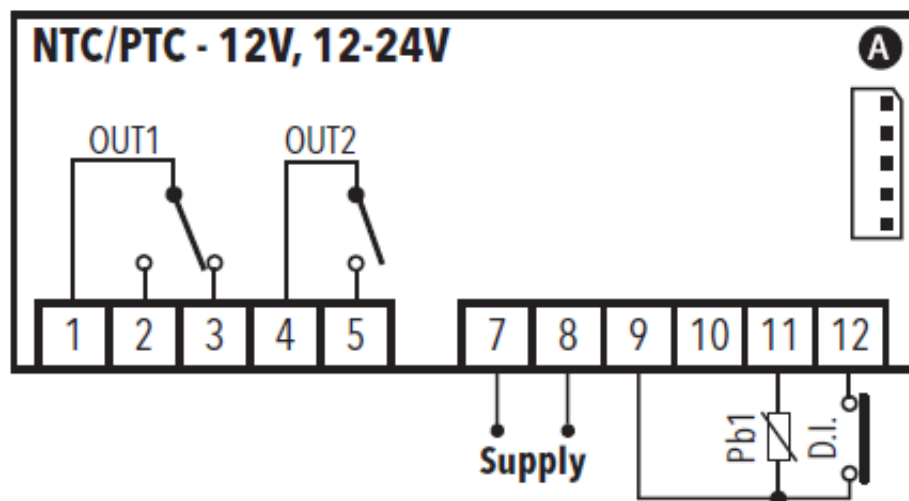 NTC/PTC - 12V, 12-24V
A
OUT1 OUT2
1 2 3 4 5 7 8 9 10 11 12
Supply Pb1 D.I.